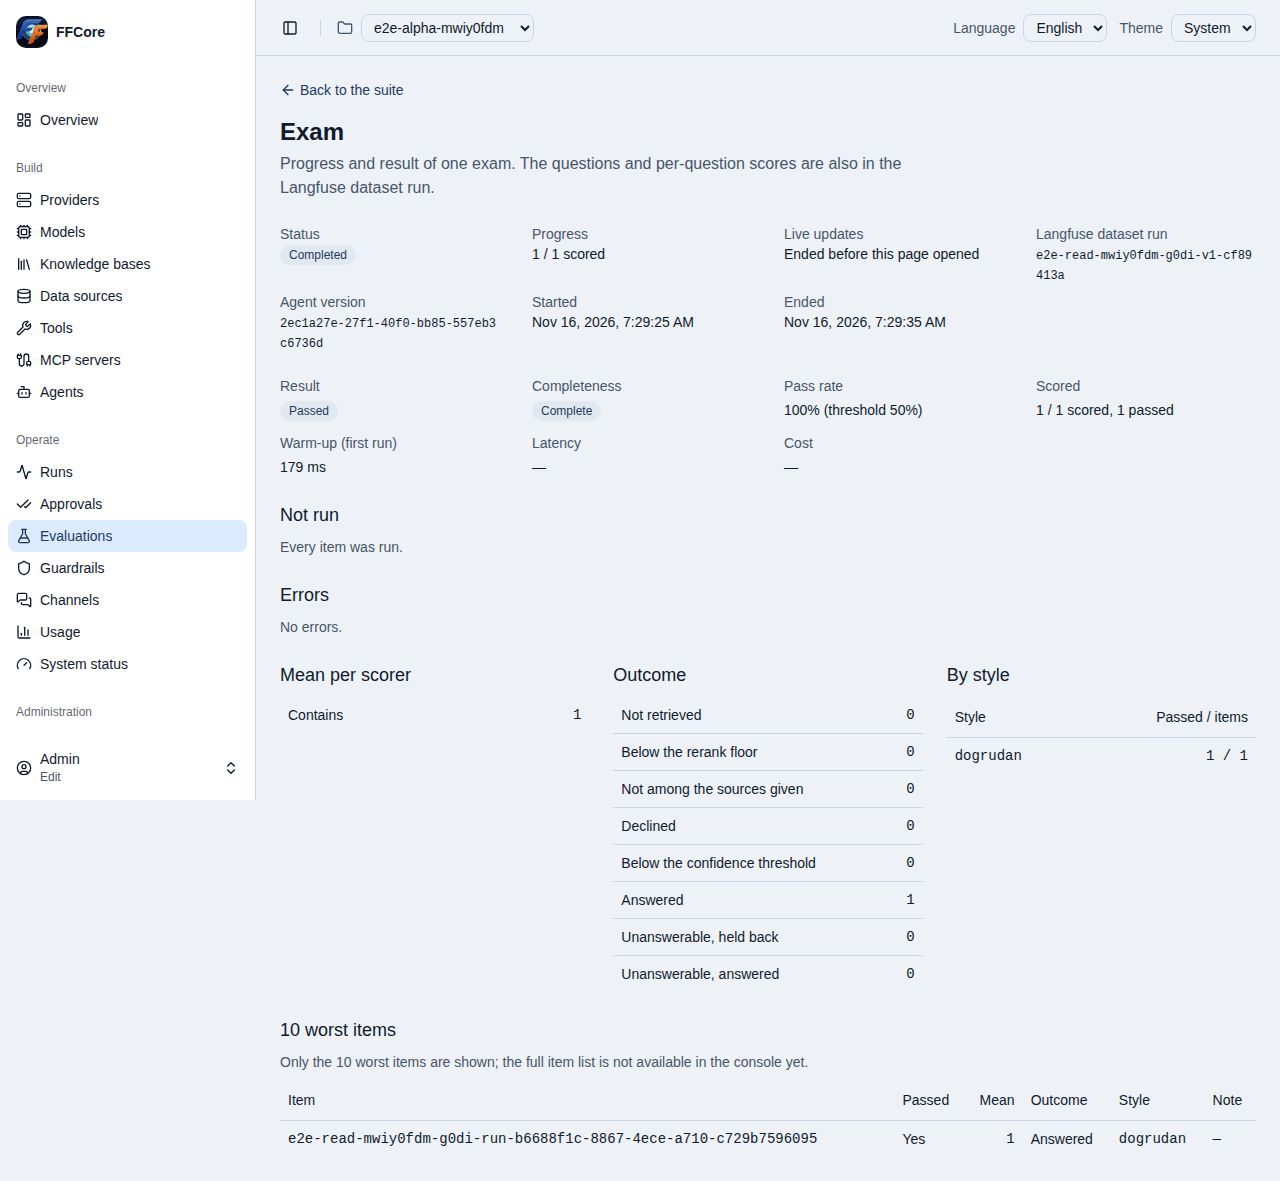 FFCore
e2e-alpha-mwiy0fdm
Language English Theme System
Overview
Overview
Build
Providers
Models
Knowledge bases
Data sources
Tools
MCP servers
Agents
Operate
Runs
Approvals
Evaluations
Guardrails
Channels
Usage
System status
Administration
Admin
Edit
Back to the suite
Exam
Progress and result of one exam. The questions and per-question scores are also in the
Langfuse dataset run.
Status Progress Live updates Langfuse dataset run
Completed 1 / 1 scored Ended before this page opened e2e-read-mwiy0fdm-g0di-v1-cf89
413a
Agent version Started Ended
2ec1a27e-27f1-40f0-bb85-557eb3 Nov 16, 2026, 7:29:25 AM Nov 16, 2026, 7:29:35 AM
c6736d
Result Completeness Pass rate Scored
Passed Complete 100% (threshold 50%) 1 / 1 scored, 1 passed
Warm-up (first run) Latency Cost
179 ms — —
Not run
Every item was run.
Errors
No errors.
Mean per scorer
Contains 1
Outcome
Not retrieved 0
Below the rerank floor 0
Not among the sources given 0
Declined 0
Below the confidence threshold 0
Answered 1
Unanswerable, held back 0
Unanswerable, answered 0
By style
Style Passed / items
dogrudan 1 / 1
10 worst items
Only the 10 worst items are shown; the full item list is not available in the console yet.
Item Passed Mean Outcome Style Note
e2e-read-mwiy0fdm-g0di-run-b6688f1c-8867-4ece-a710-c729b7596095 Yes 1 Answered dogrudan —